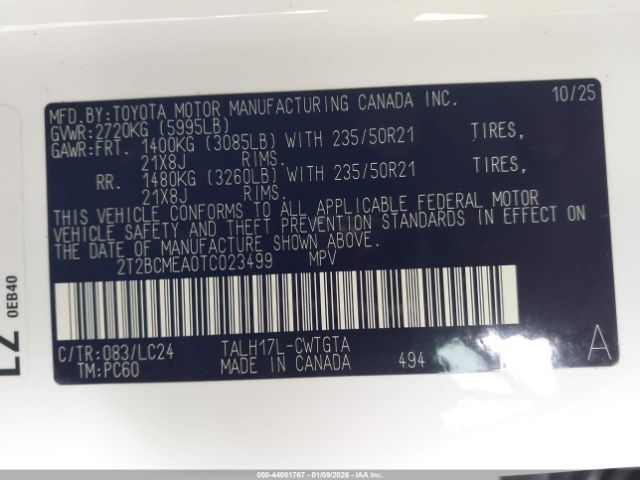 MFD.BY:TOYOTA MOTOR MANUFACTURING CANADA INC. 10/25
GVWR:2720KG (5995LB)
GAWR:FRT. 1400KG (3085LB) WITH 235/50R21 TIRES,
21X8J RIMS.
RR. 1480KG (3260LB) WITH 235/50R21 TIRES,
21X8J RIMS.
THIS VEHICLE CONFORMS TO ALL APPLICABLE FEDERAL MOTOR
VEHICLE SAFETY AND THEFT PREVENTION STANDARDS IN EFFECT ON
THE DATE OF MANUFACTURE SHOWN ABOVE.
2T2BCMEA0TC023499 MPV
C/TR:083/LC24 TALH17L-CWTGTA
TM:PC60 MADE IN CANADA 494 A
0EB40
000-44081767 - 01/09/2026 - IAAI.CA